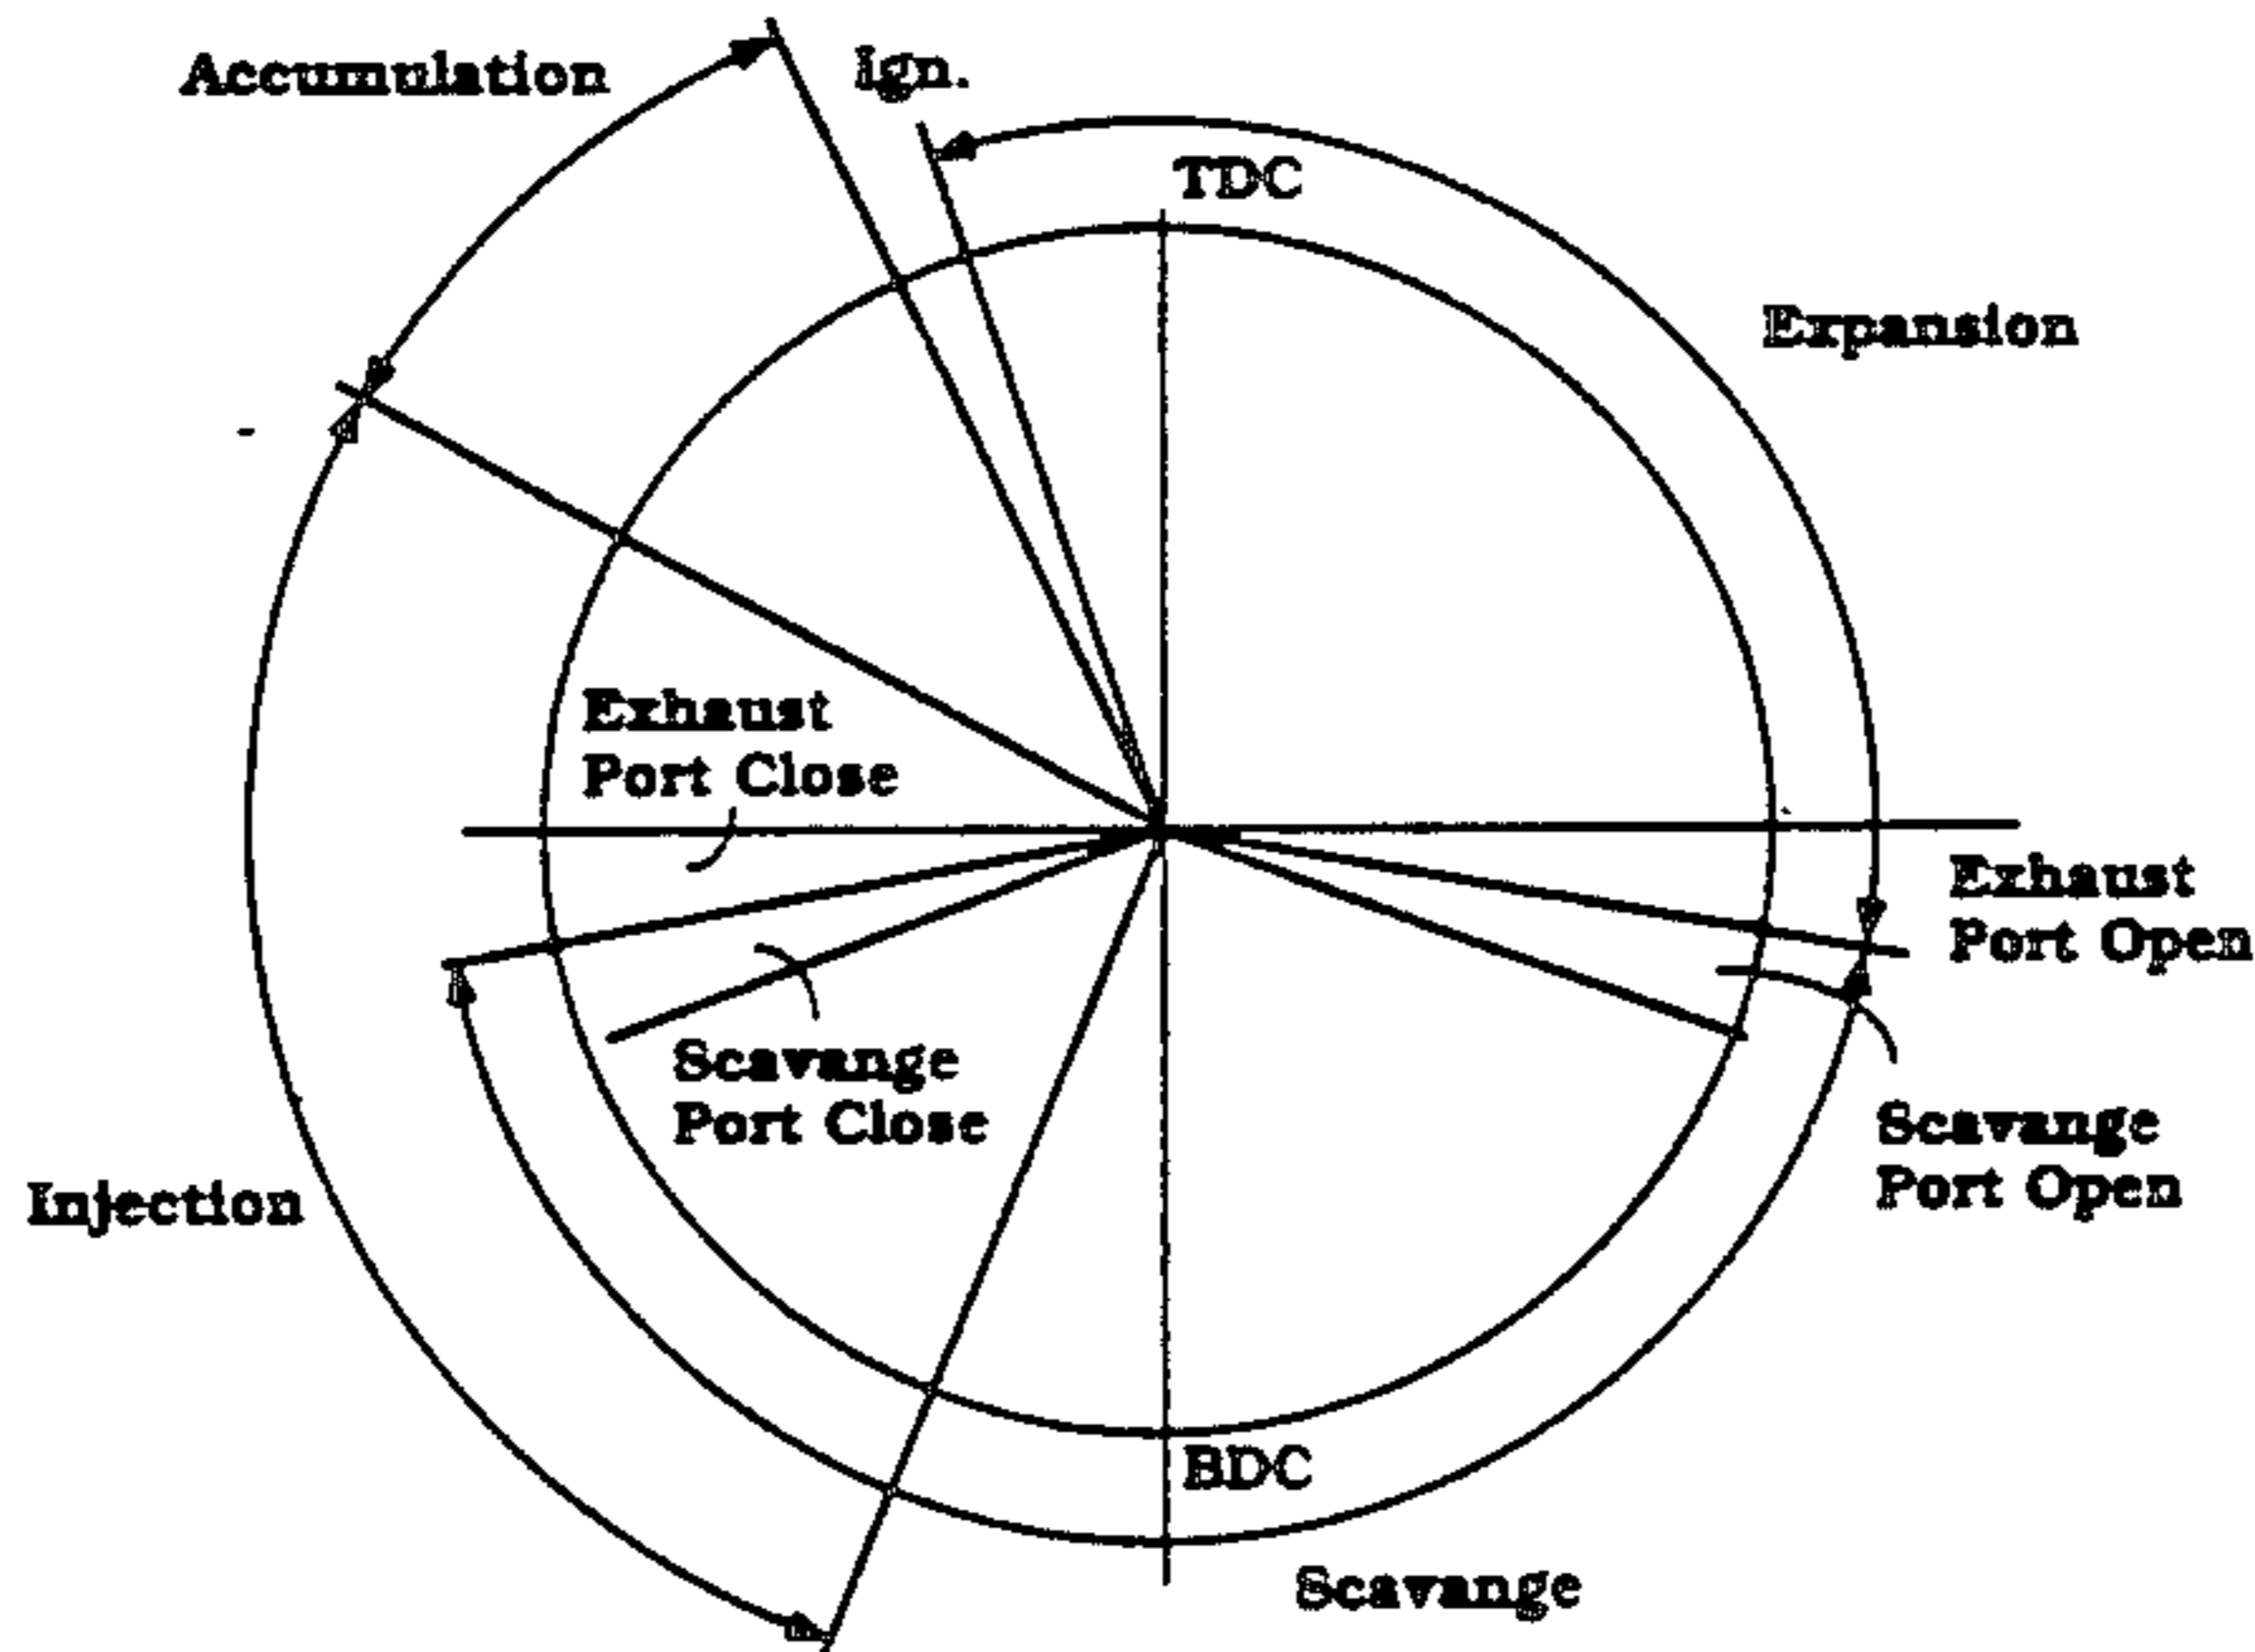 Accumulation
Ign.
TDC
Expansion
Exhaust
Port Close
Exhaust
Port Open
Scavange
Port Close
Scavange
Port Open
Injection
BDC
Scavange